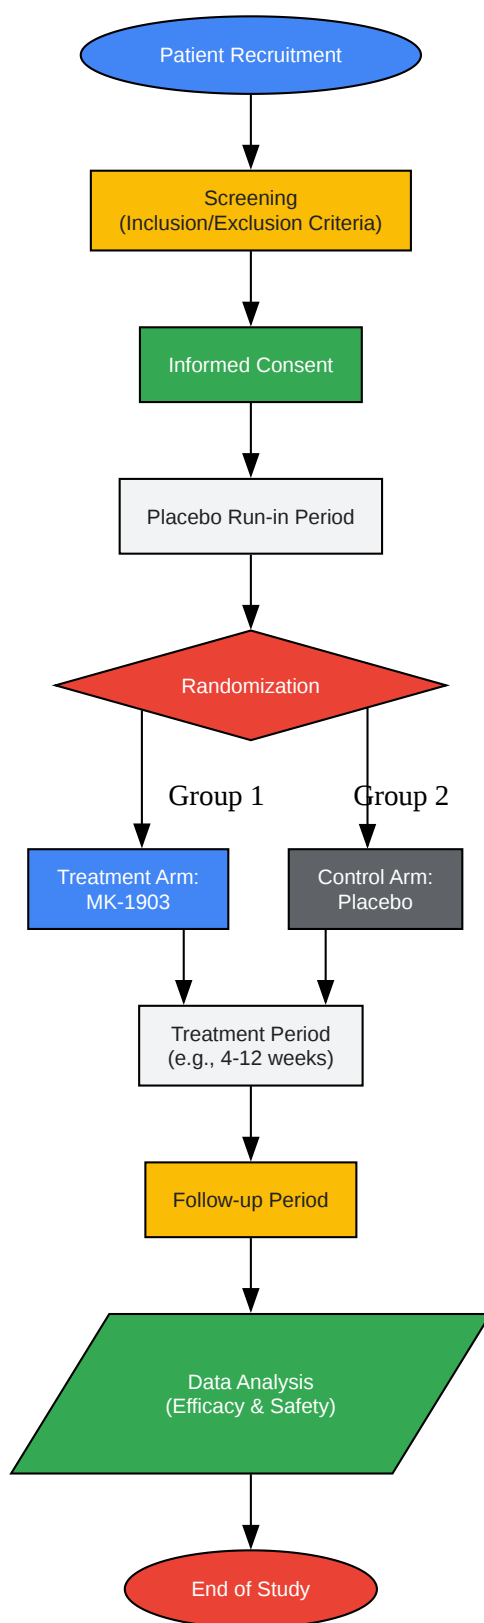 Patient Recruitment
Screening
(Inclusion/Exclusion Criteria)
Informed Consent
Placebo Run-in Period
Randomization
Group 1
Group 2
Treatment Arm:
MK-1903
Control Arm:
Placebo
Treatment Period
(e.g., 4-12 weeks)
Follow-up Period
Data Analysis
(Efficacy & Safety)
End of Study